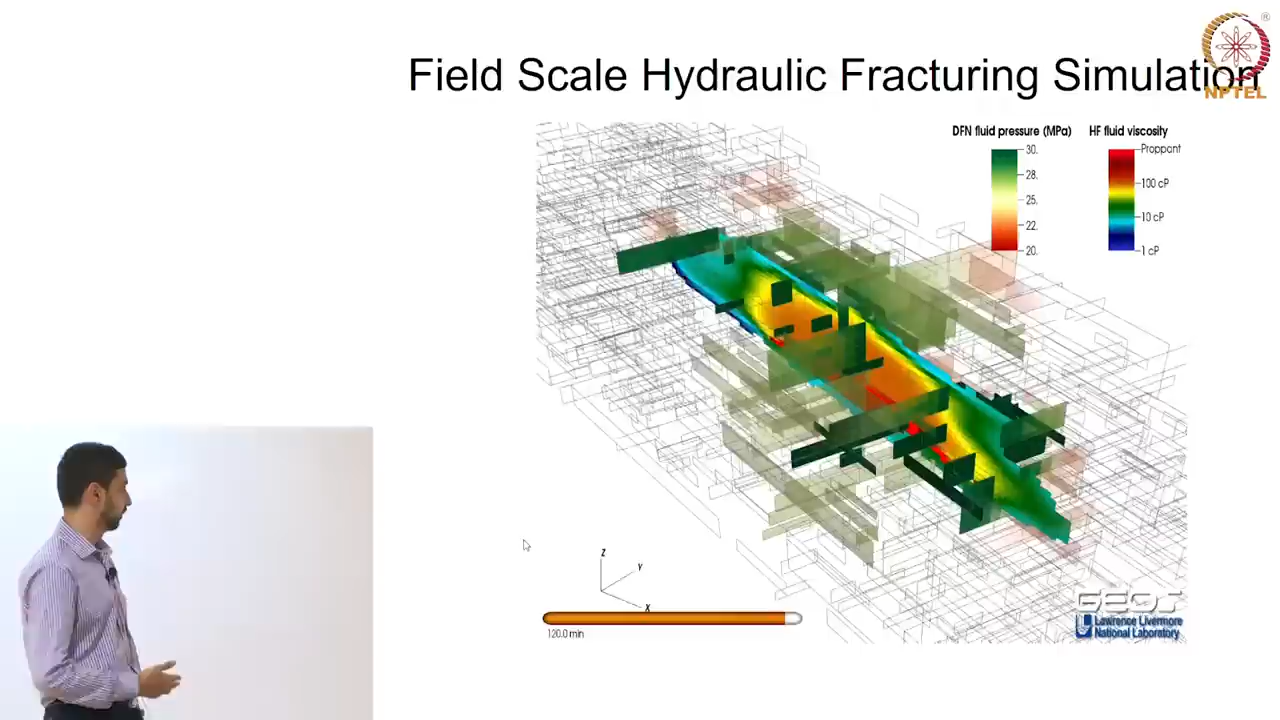 Field Scale Hydraulic Fracturing Simulation
NPTEL
®
DFN fluid pressure (MPa)
30.
28.
25.
22.
20.
HF fluid viscosity
Proppant
100 cP
10 cP
1 cP
Z
Y
X
120.0 min
GEOS
Lawrence Livermore
National Laboratory